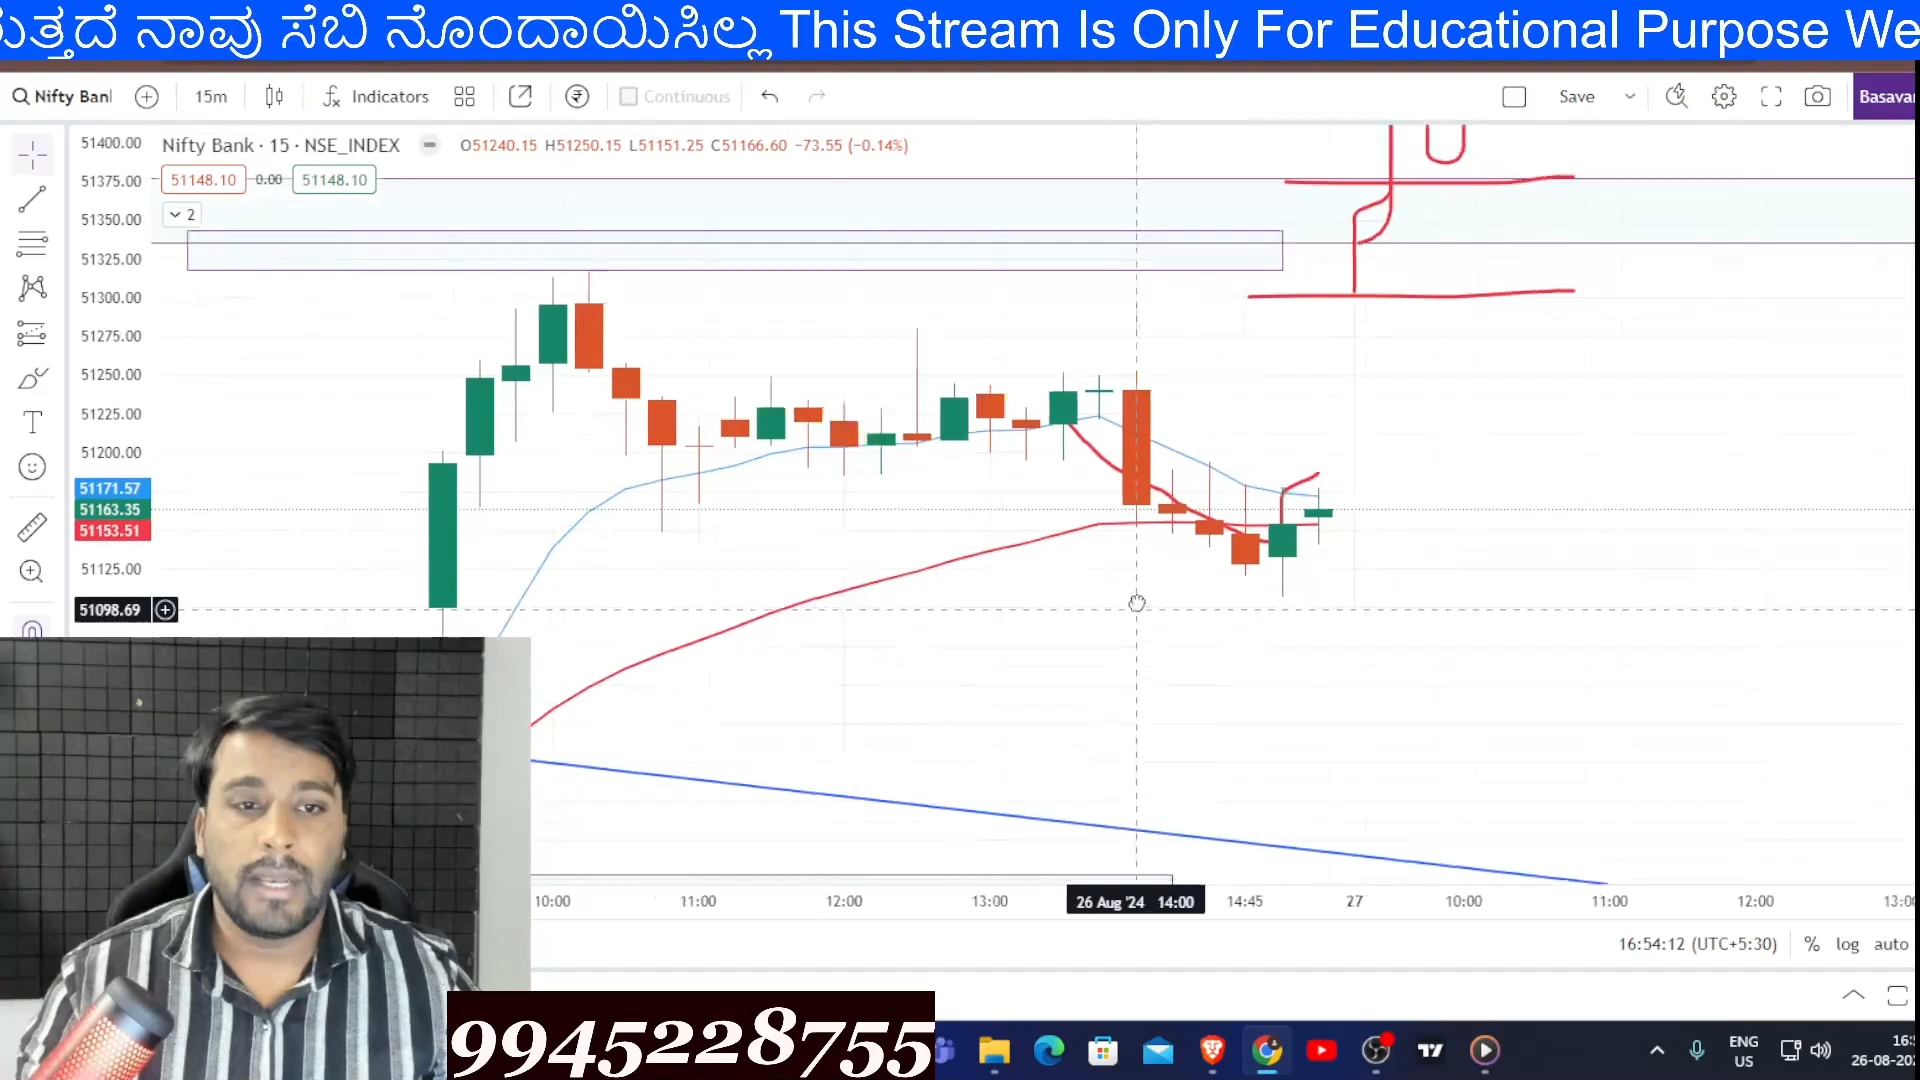 ನಾವು ಸೆಬಿ ನೊಂದಾಯಿಸಿಲ್ಲ This Stream Is Only For Educational Purpose We
Nifty Banl 15m Indicators Continuous Save Basava
51400.00
Nifty Bank · 15 · NSE_INDEX O51240.15 H51250.15 L51151.25 C51166.60 −73.55 (−0.14%)
51375.00
51148.10 0.00 51148.10
51350.00
2
51325.00
51300.00
51275.00
51250.00
51225.00
51200.00
51171.57
51163.35
51153.51
51125.00
51098.69
10:00 11:00 12:00 13:00 26 Aug '24 14:00 14:45 27 10:00 11:00 12:00 13:0
16:54:12 (UTC+5:30) % log auto
9945228755
ENG
US
16:
26-08-20